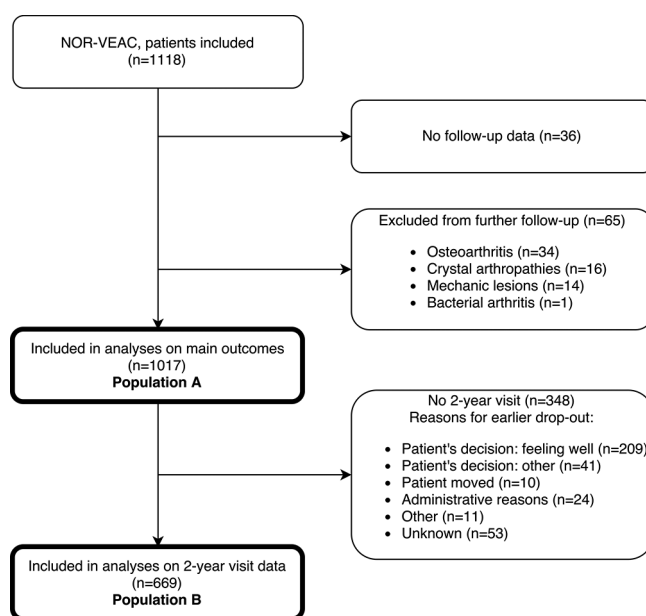 NOR-VEAC, patients included
(n=1118)
No follow-up data (n=36)
Excluded from further follow-up (n=65)
• Osteoarthritis (n=34)
• Crystal arthropathies (n=16)
• Mechanic lesions (n=14)
• Bacterial arthritis (n=1)
Included in analyses on main outcomes
(n=1017)
Population A
No 2-year visit (n=348)
Reasons for earlier drop-out:
• Patient's decision: feeling well (n=209)
• Patient's decision: other (n=41)
• Patient moved (n=10)
• Administrative reasons (n=24)
• Other (n=11)
• Unknown (n=53)
Included in analyses on 2-year visit data
(n=669)
Population B